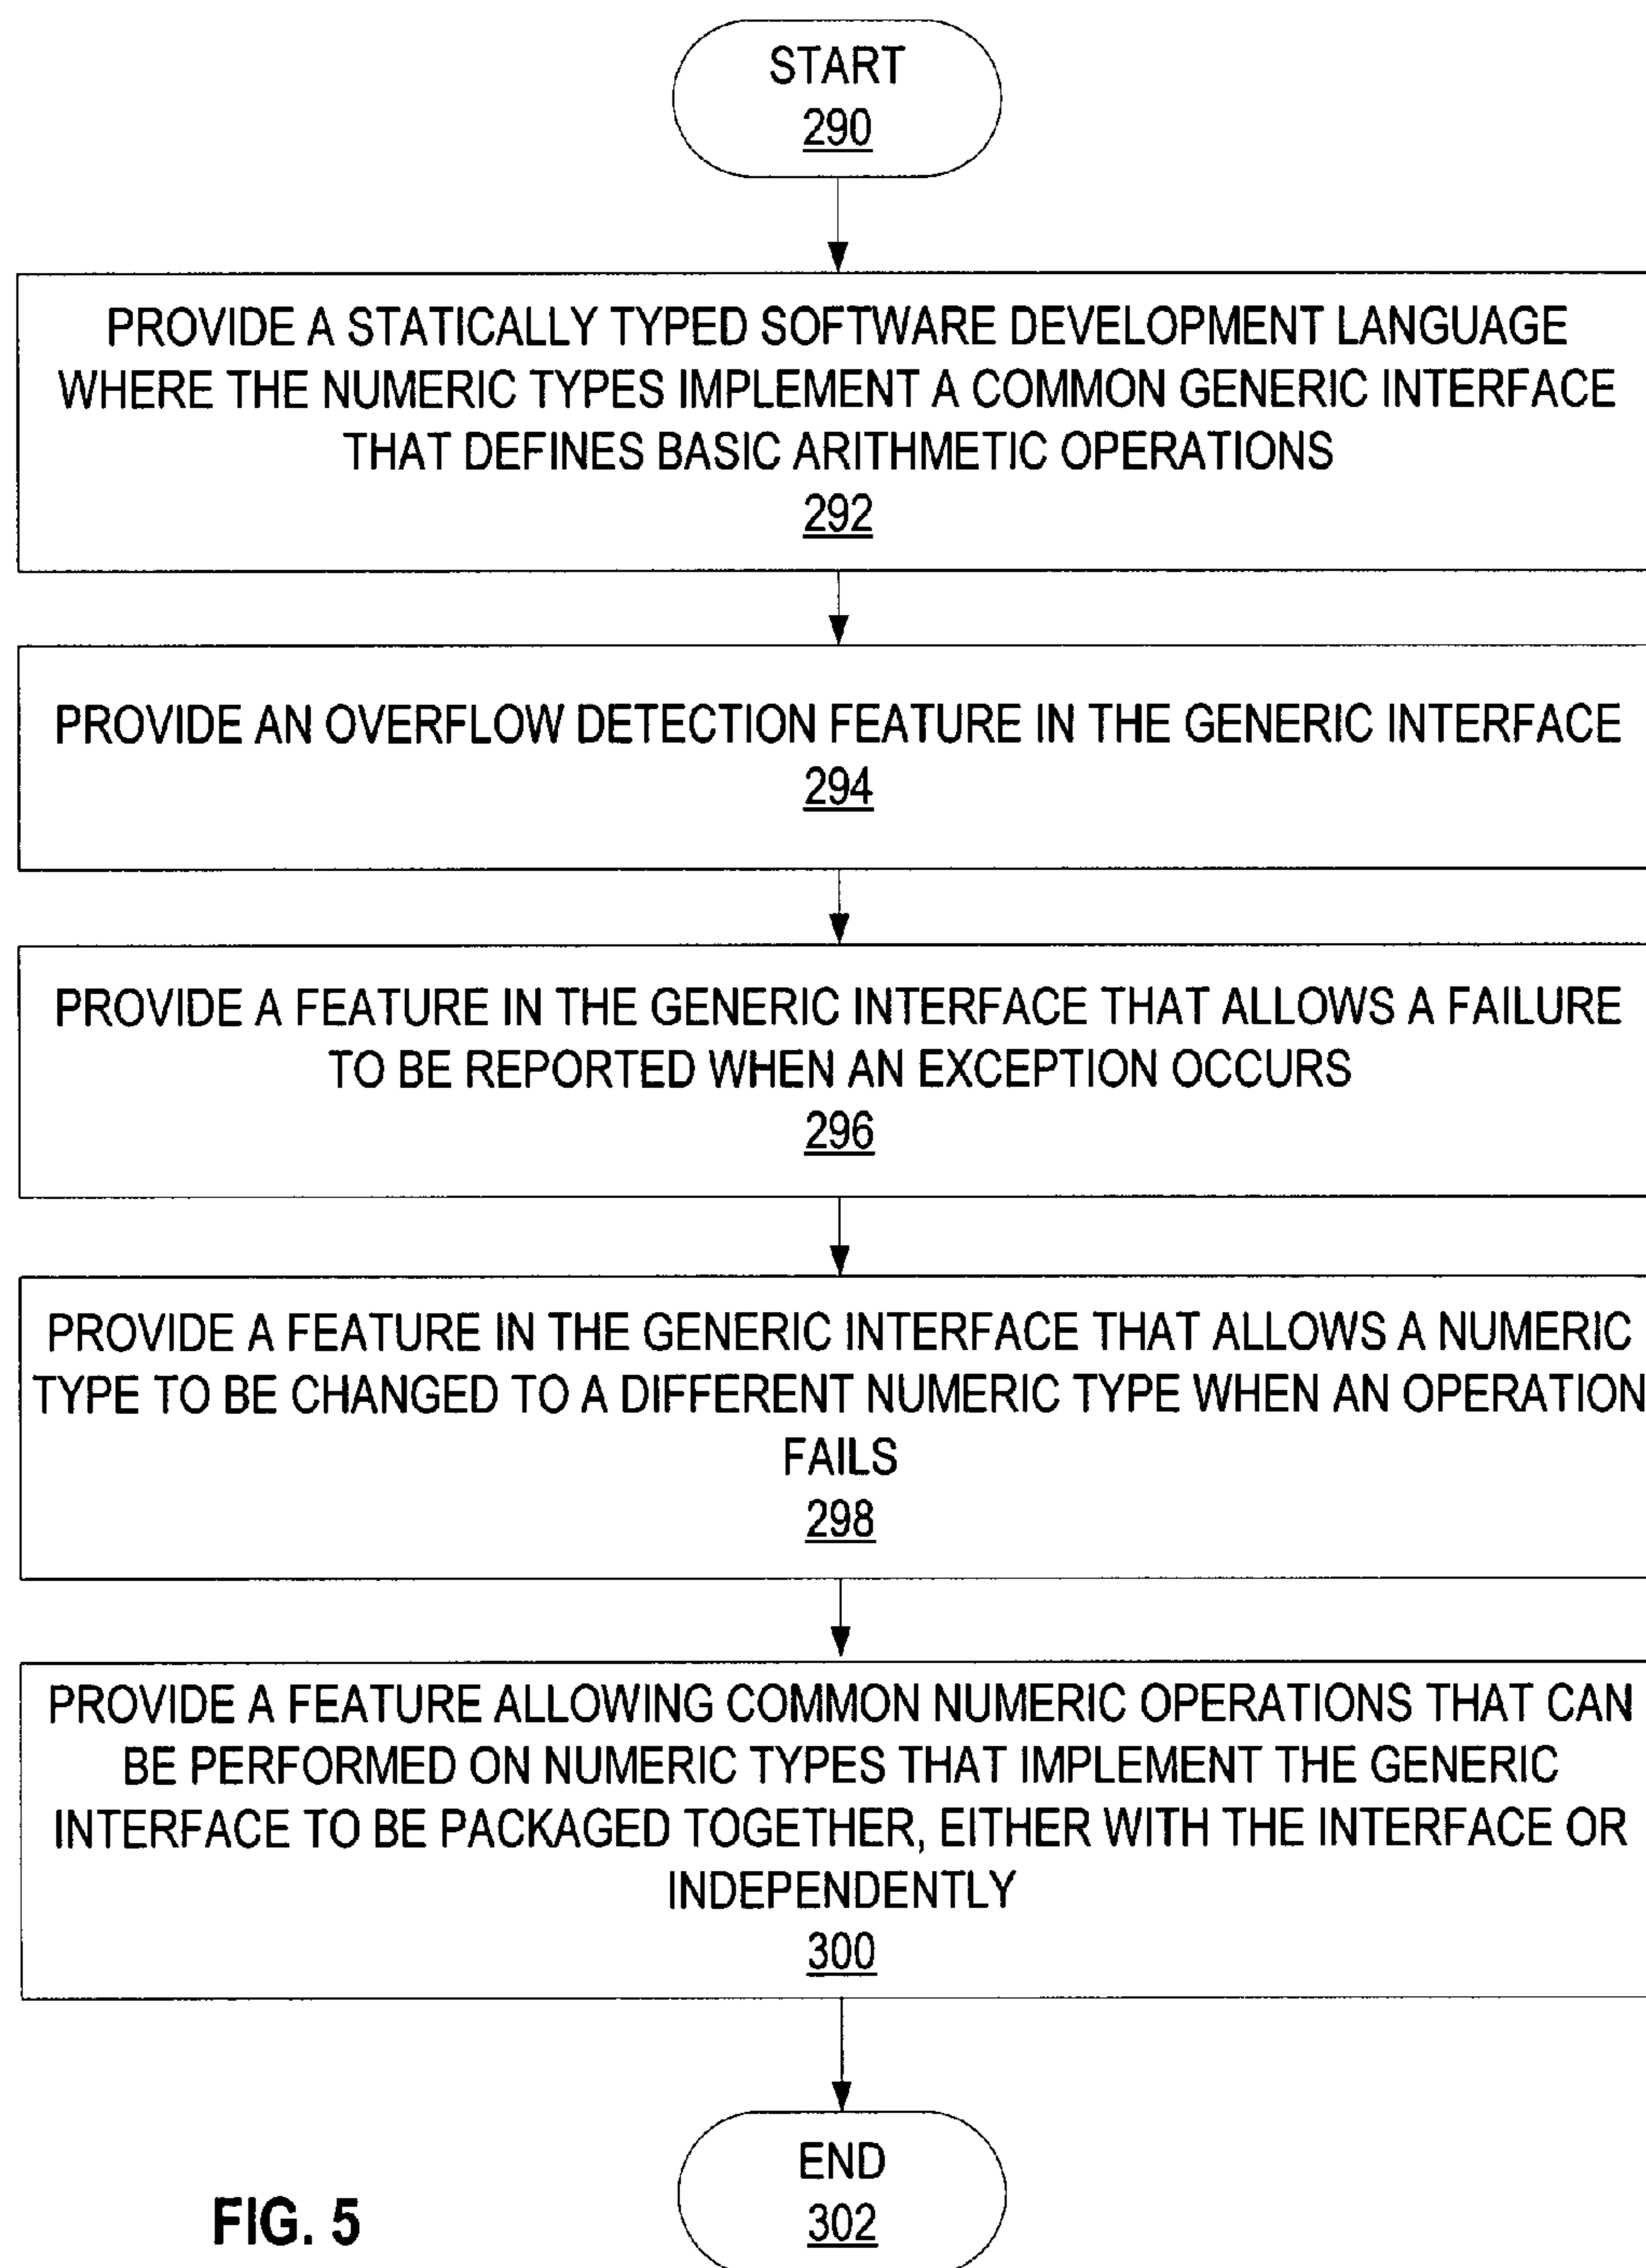 START
290
PROVIDE A STATICALLY TYPED SOFTWARE DEVELOPMENT LANGUAGE
WHERE THE NUMERIC TYPES IMPLEMENT A COMMON GENERIC INTERFACE
THAT DEFINES BASIC ARITHMETIC OPERATIONS
292
PROVIDE AN OVERFLOW DETECTION FEATURE IN THE GENERIC INTERFACE
294
PROVIDE A FEATURE IN THE GENERIC INTERFACE THAT ALLOWS A FAILURE
TO BE REPORTED WHEN AN EXCEPTION OCCURS
296
PROVIDE A FEATURE IN THE GENERIC INTERFACE THAT ALLOWS A NUMERIC
TYPE TO BE CHANGED TO A DIFFERENT NUMERIC TYPE WHEN AN OPERATION
FAILS
298
PROVIDE A FEATURE ALLOWING COMMON NUMERIC OPERATIONS THAT CAN
BE PERFORMED ON NUMERIC TYPES THAT IMPLEMENT THE GENERIC
INTERFACE TO BE PACKAGED TOGETHER, EITHER WITH THE INTERFACE OR
INDEPENDENTLY
300
END
302
FIG. 5